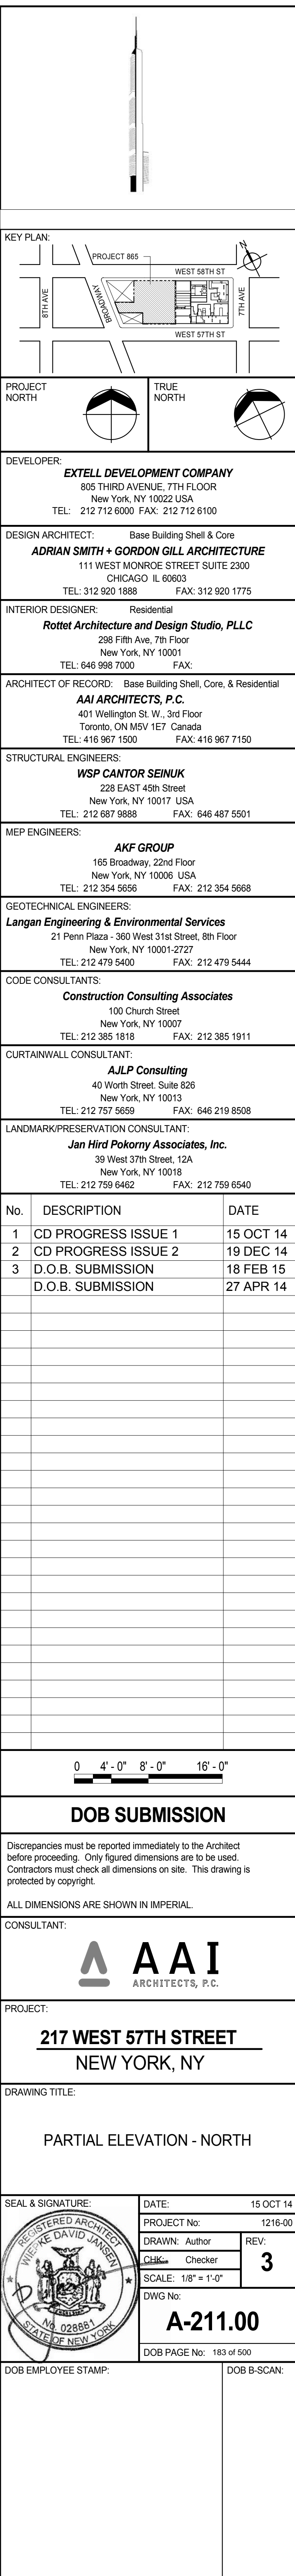 KEY PLAN:
N
PROJECT 865
WEST 58TH ST
8TH AVE
BROADWAY
7TH AVE
WEST 57TH ST
PROJECT NORTH
TRUE NORTH
DEVELOPER:
EXTELL DEVELOPMENT COMPANY
805 THIRD AVENUE, 7TH FLOOR
New York, NY 10022 USA
TEL: 212 712 6000 FAX: 212 712 6100
DESIGN ARCHITECT: Base Building Shell & Core
ADRIAN SMITH + GORDON GILL ARCHITECTURE
111 WEST MONROE STREET SUITE 2300
CHICAGO IL 60603
TEL: 312 920 1888 FAX: 312 920 1775
INTERIOR DESIGNER: Residential
Rottet Architecture and Design Studio, PLLC
298 Fifth Ave, 7th Floor
New York, NY 10001
TEL: 646 998 7000 FAX:
ARCHITECT OF RECORD: Base Building Shell, Core, & Residential
AAI ARCHITECTS, P.C.
401 Wellington St. W., 3rd Floor
Toronto, ON M5V 1E7 Canada
TEL: 416 967 1500 FAX: 416 967 7150
STRUCTURAL ENGINEERS:
WSP CANTOR SEINUK
228 EAST 45th Street
New York, NY 10017 USA
TEL: 212 687 9888 FAX: 646 487 5501
MEP ENGINEERS:
AKF GROUP
165 Broadway, 22nd Floor
New York, NY 10006 USA
TEL: 212 354 5656 FAX: 212 354 5668
GEOTECHNICAL ENGINEERS:
Langan Engineering & Environmental Services
21 Penn Plaza - 360 West 31st Street, 8th Floor
New York, NY 10001-2727
TEL: 212 479 5400 FAX: 212 479 5444
CODE CONSULTANTS:
Construction Consulting Associates
100 Church Street
New York, NY 10007
TEL: 212 385 1818 FAX: 212 385 1911
CURTAINWALL CONSULTANT:
AJLP Consulting
40 Worth Street. Suite 826
New York, NY 10013
TEL: 212 757 5659 FAX: 646 219 8508
LANDMARK/PRESERVATION CONSULTANT:
Jan Hird Pokorny Associates, Inc.
39 West 37th Street, 12A
New York, NY 10018
TEL: 212 759 6462 FAX: 212 759 6540
No. DESCRIPTION DATE
1 CD PROGRESS ISSUE 1 15 OCT 14
2 CD PROGRESS ISSUE 2 19 DEC 14
3 D.O.B. SUBMISSION 18 FEB 15
D.O.B. SUBMISSION 27 APR 14
0 4' - 0" 8' - 0" 16' - 0"
DOB SUBMISSION
Discrepancies must be reported immediately to the Architect
before proceeding. Only figured dimensions are to be used.
Contractors must check all dimensions on site. This drawing is
protected by copyright.
ALL DIMENSIONS ARE SHOWN IN IMPERIAL.
CONSULTANT:
AAI
ARCHITECTS, P.C.
PROJECT:
217 WEST 57TH STREET
NEW YORK, NY
DRAWING TITLE:
PARTIAL ELEVATION - NORTH
SEAL & SIGNATURE:
REGISTERED ARCHITECT
WIEPKE DAVID JANSEN
No. 028881
STATE OF NEW YORK
DATE: 15 OCT 14
PROJECT No: 1216-00
DRAWN: Author
CHK: Checker
SCALE: 1/8" = 1'-0"
REV:
3
DWG No:
A-211.00
DOB PAGE No: 183 of 500
DOB EMPLOYEE STAMP:
DOB B-SCAN: